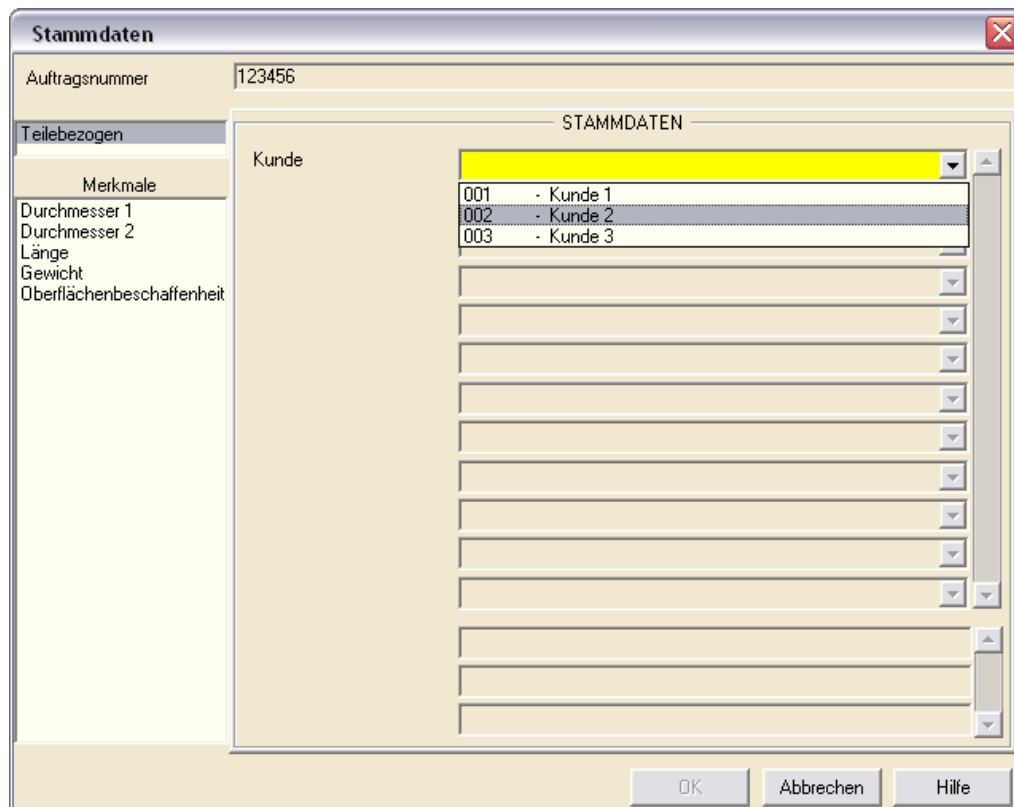 Stammdaten
Auftragsnummer 123456
Teilebezogen
Merkmale
Durchmesser 1
Durchmesser 2
Länge
Gewicht
Oberflächenbeschaffenheit
STAMMDATEN
Kunde
001 - Kunde 1
002 - Kunde 2
003 - Kunde 3
OK Abbrechen Hilfe